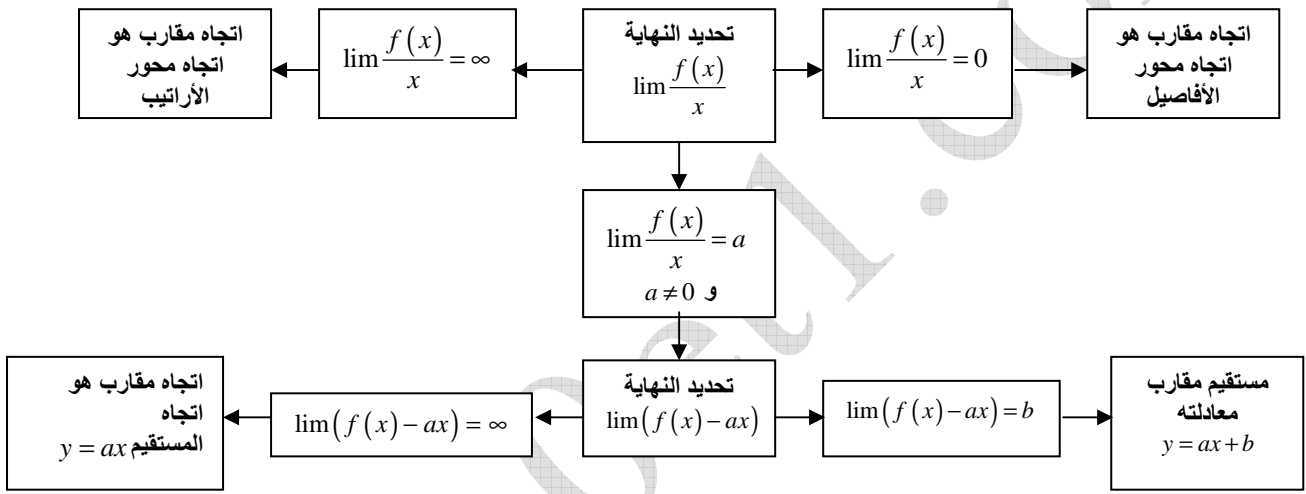 تحديد النهاية
lim f(x)/x
lim f(x)/x = 0
اتجاه مقارب هو
اتجاه محور
الأفاصيل
lim f(x)/x = ∞
اتجاه مقارب هو
اتجاه محور
الأراتيب
lim f(x)/x = a
و a ≠ 0
تحديد النهاية
lim(f(x)−ax)
lim(f(x)−ax) = b
مستقيم مقارب
معادلته
y = ax+b
lim(f(x)−ax) = ∞
اتجاه مقارب هو
اتجاه
المستقيم y = ax